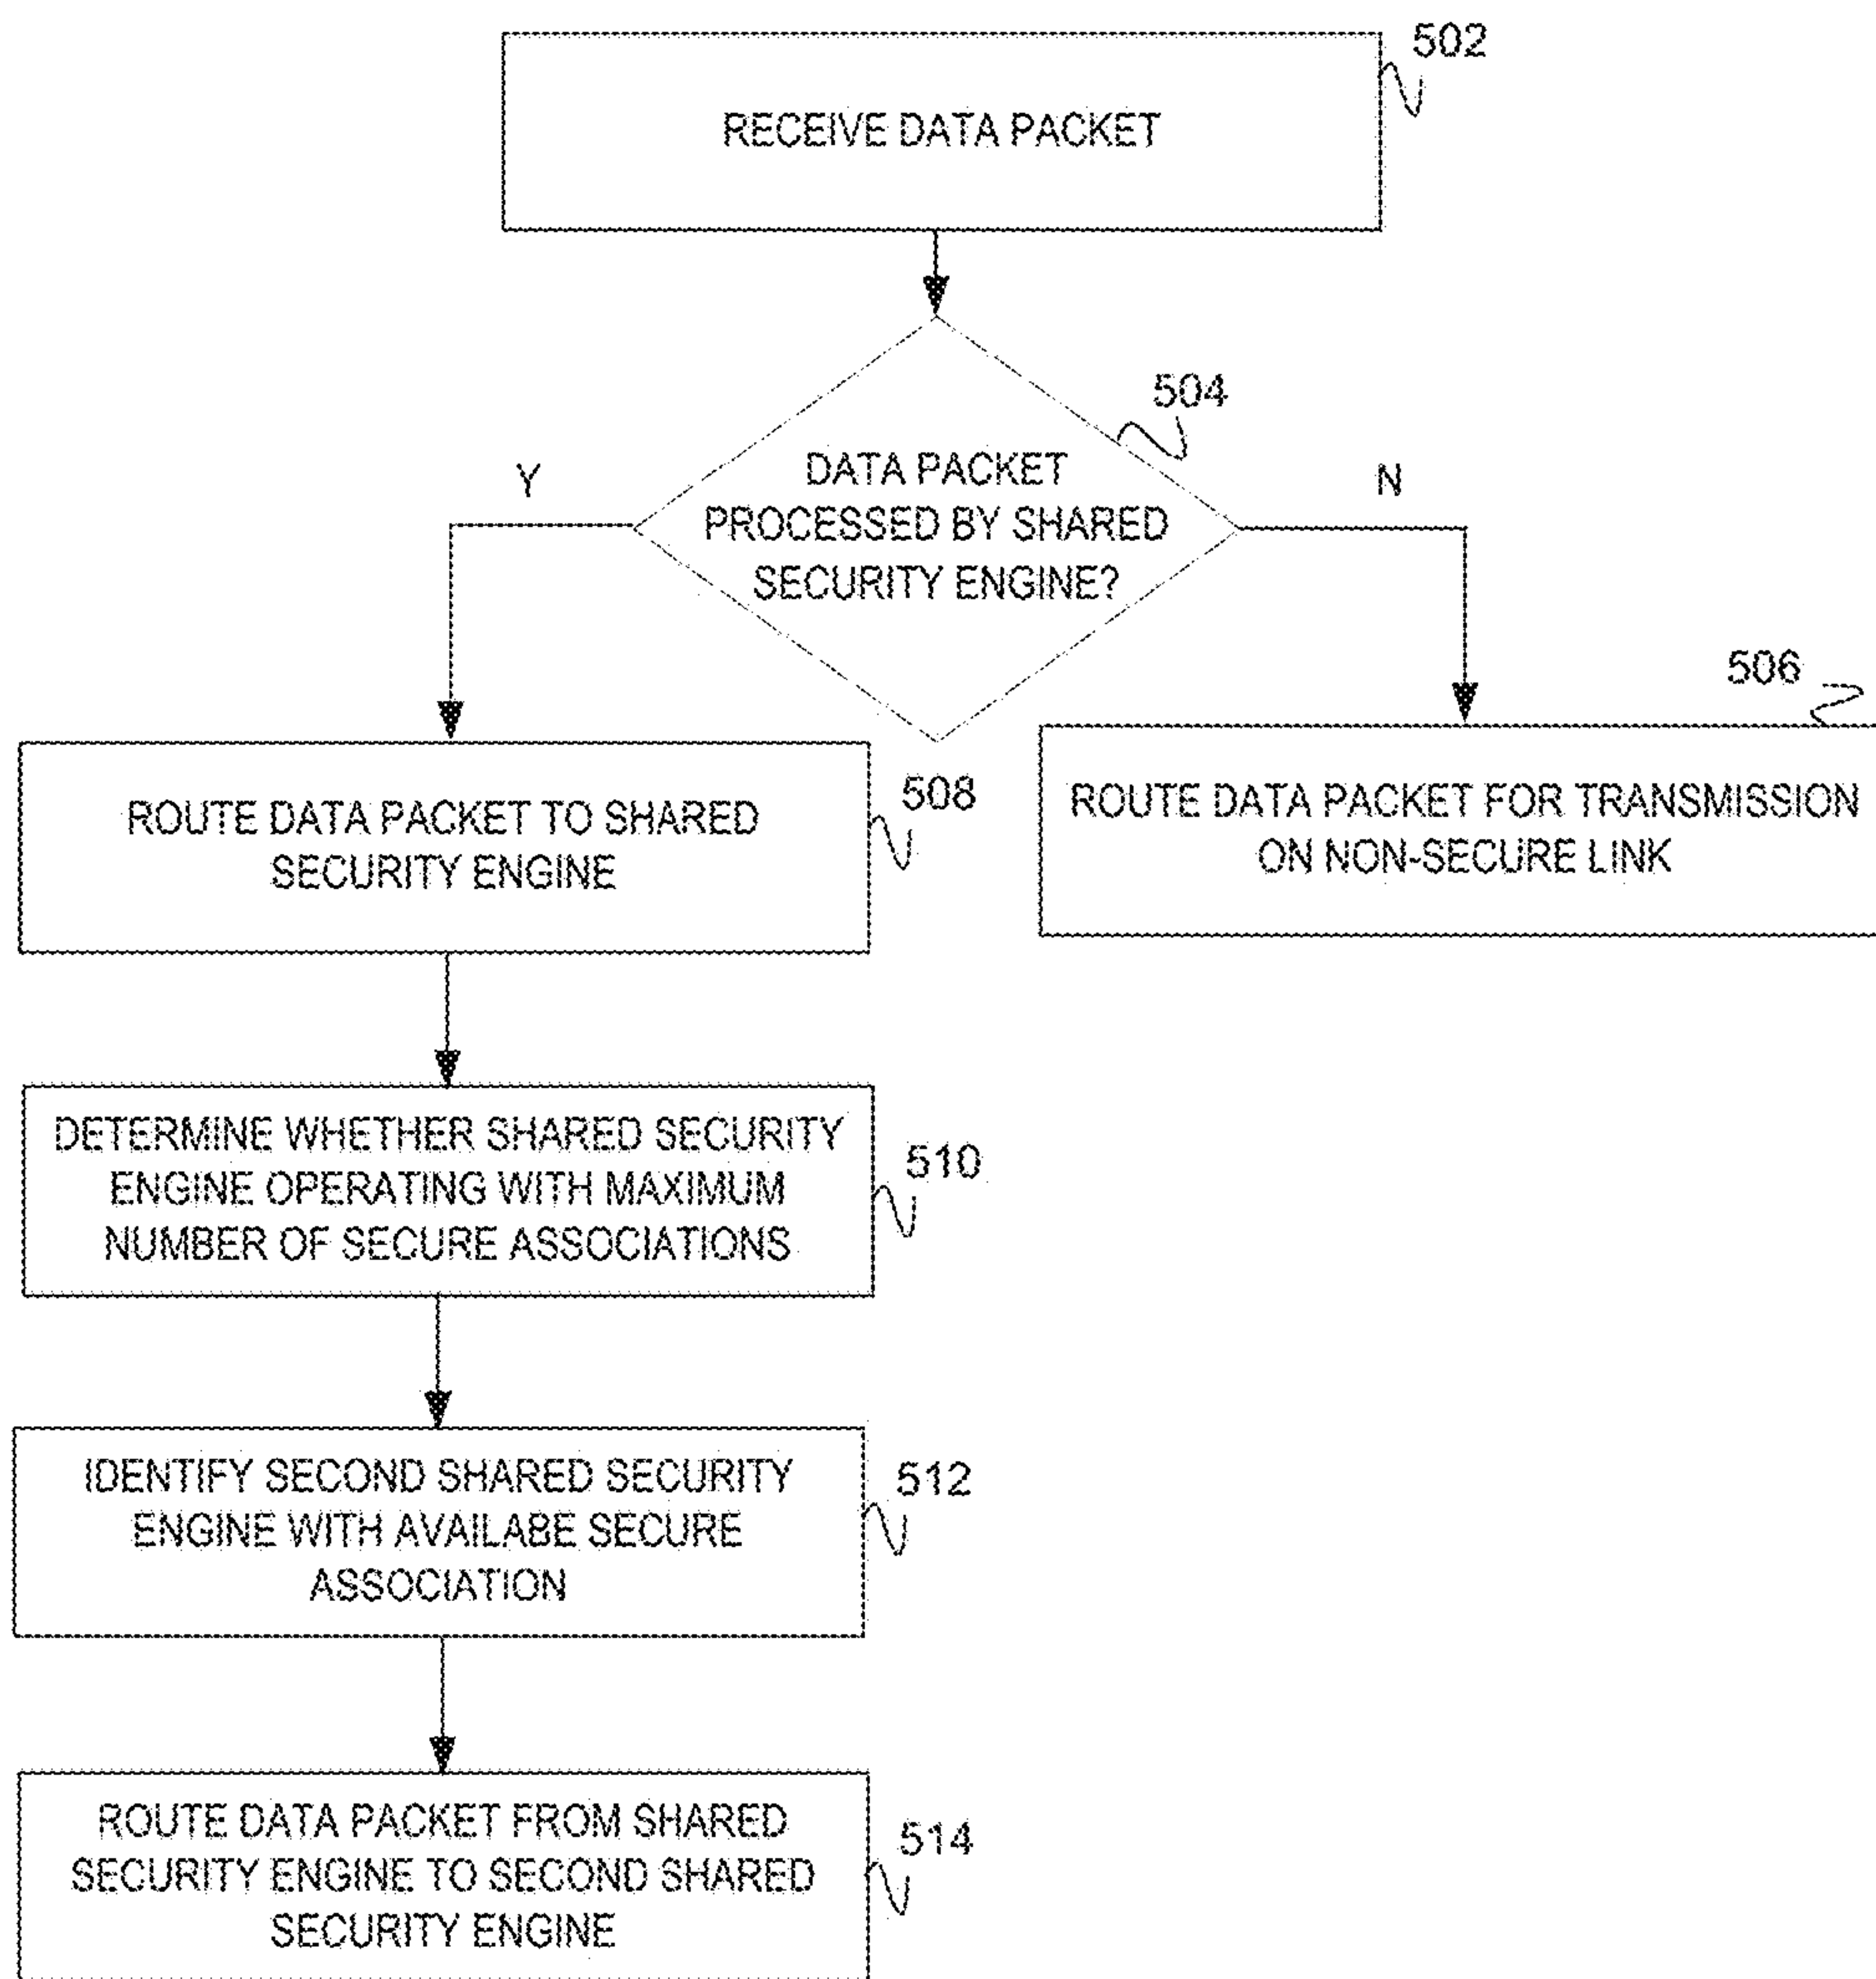 502
RECEIVE DATA PACKET
504
DATA PACKET
PROCESSED BY SHARED
SECURITY ENGINE?
Y
N
506
ROUTE DATA PACKET TO SHARED
SECURITY ENGINE
508
ROUTE DATA PACKET FOR TRANSMISSION
ON NON-SECURE LINK
DETERMINE WHETHER SHARED SECURITY
ENGINE OPERATING WITH MAXIMUM
NUMBER OF SECURE ASSOCIATIONS
510
IDENTIFY SECOND SHARED SECURITY
ENGINE WITH AVAILABE SECURE
ASSOCIATION
512
ROUTE DATA PACKET FROM SHARED
SECURITY ENGINE TO SECOND SHARED
SECURITY ENGINE
514